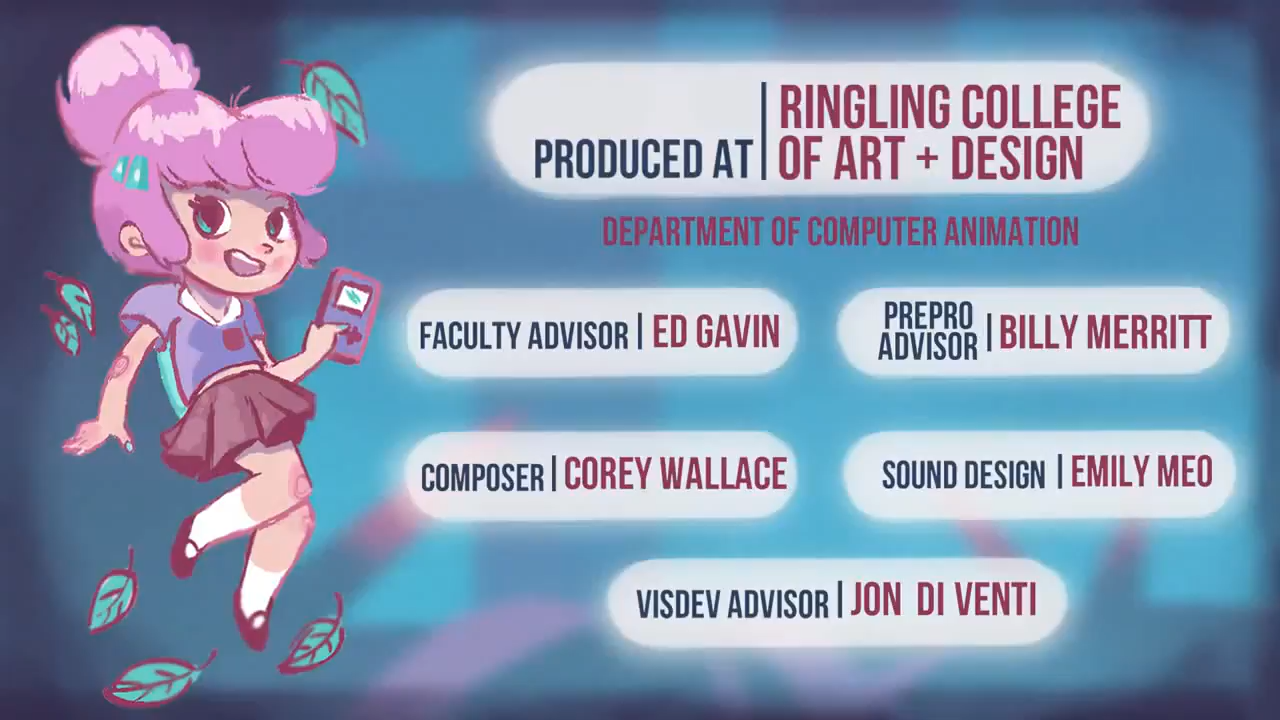 PRODUCED AT | RINGLING COLLEGE
OF ART + DESIGN
DEPARTMENT OF COMPUTER ANIMATION
FACULTY ADVISOR | ED GAVIN
PREPRO ADVISOR | BILLY MERRITT
COMPOSER | COREY WALLACE
SOUND DESIGN | EMILY MEO
VISDEV ADVISOR | JON DI VENTI